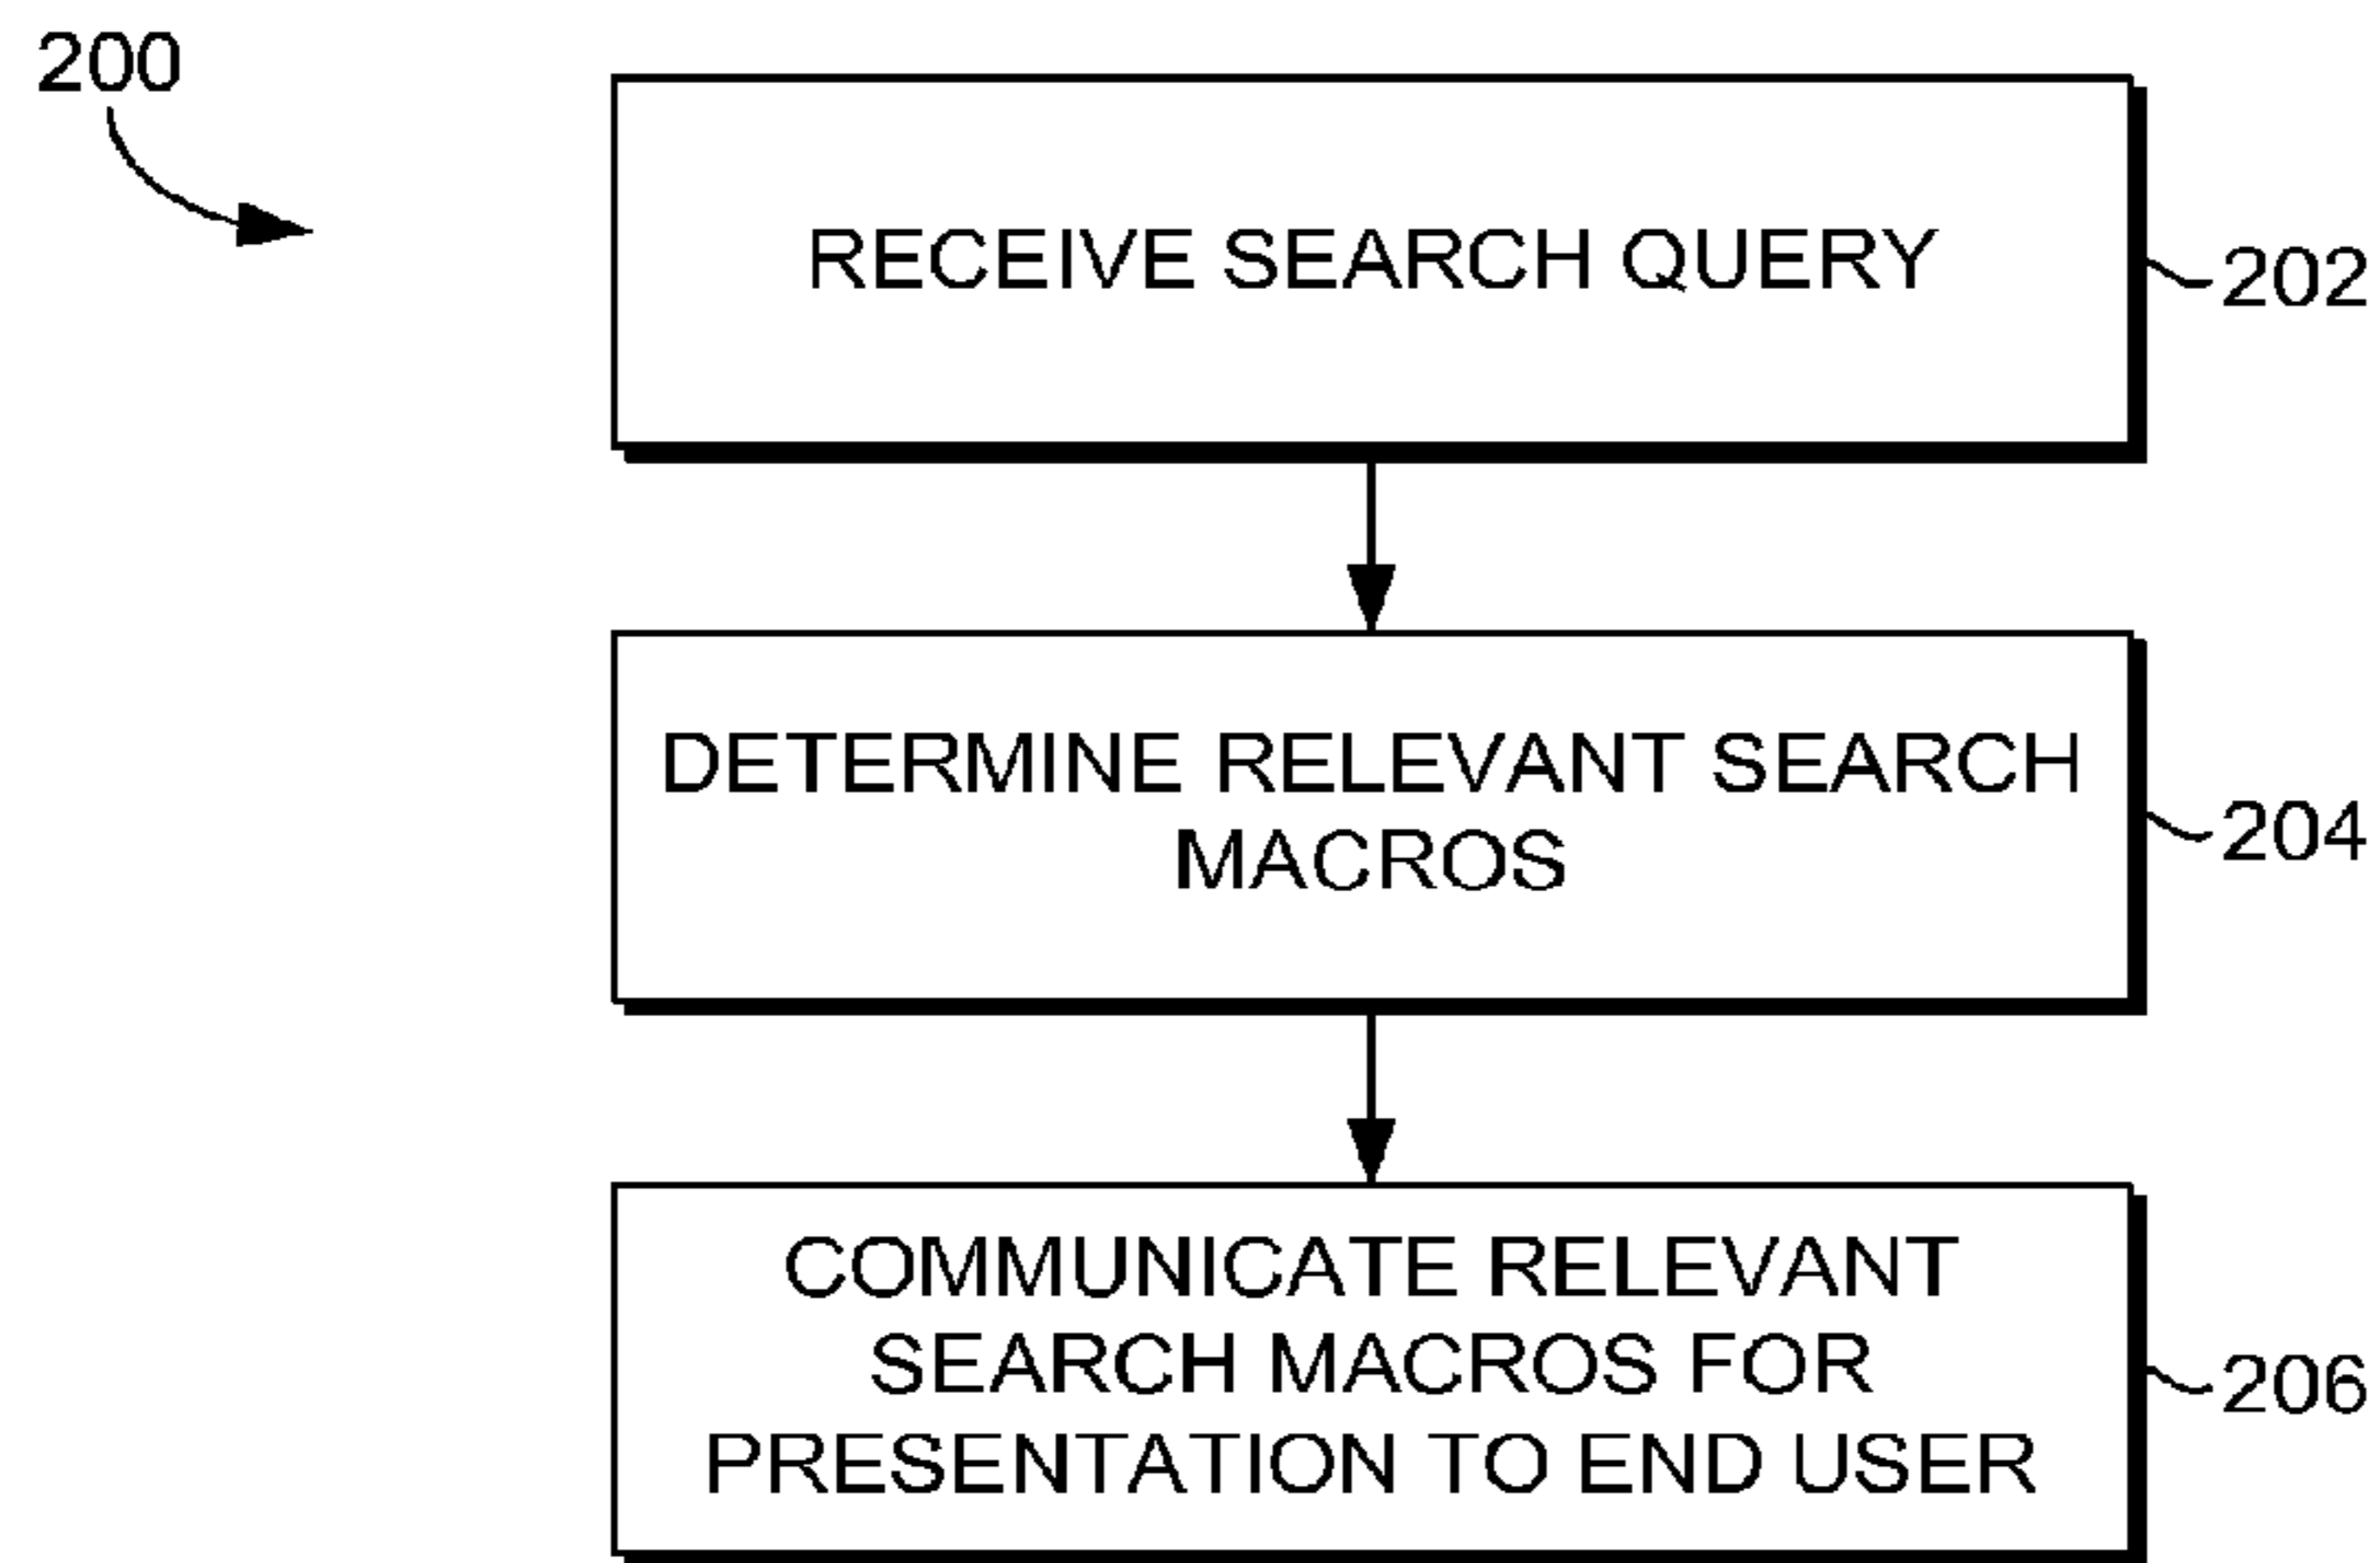 200
RECEIVE SEARCH QUERY
202
DETERMINE RELEVANT SEARCH
MACROS
204
COMMUNICATE RELEVANT
SEARCH MACROS FOR
PRESENTATION TO END USER
206